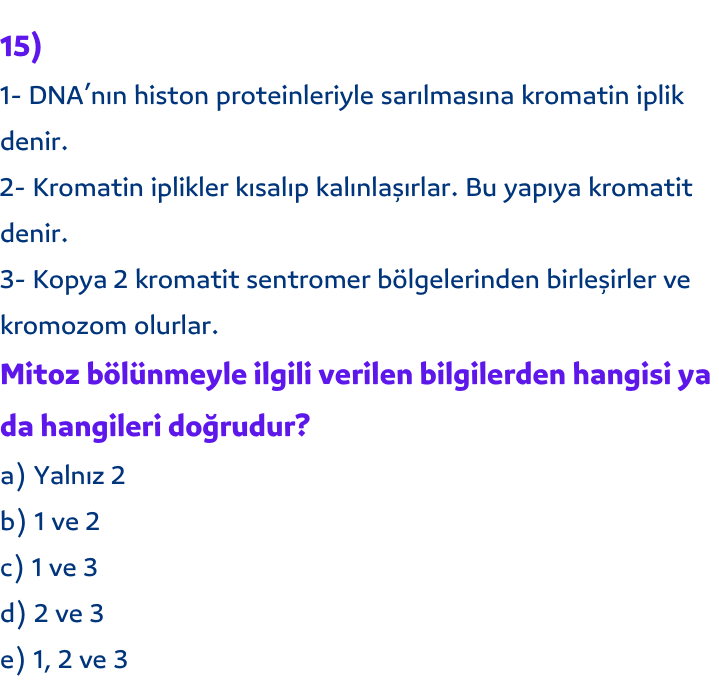 15)
1- DNA’nın histon proteinleriyle sarılmasına kromatin iplik
denir.
2- Kromatin iplikler kısalıp kalınlaşırlar. Bu yapıya kromatit
denir.
3- Kopya 2 kromatit sentromer bölgelerinden birleşirler ve
kromozom olurlar.
Mitoz bölünmeyle ilgili verilen bilgilerden hangisi ya
da hangileri doğrudur?
a) Yalnız 2
b) 1 ve 2
c) 1 ve 3
d) 2 ve 3
e) 1, 2 ve 3